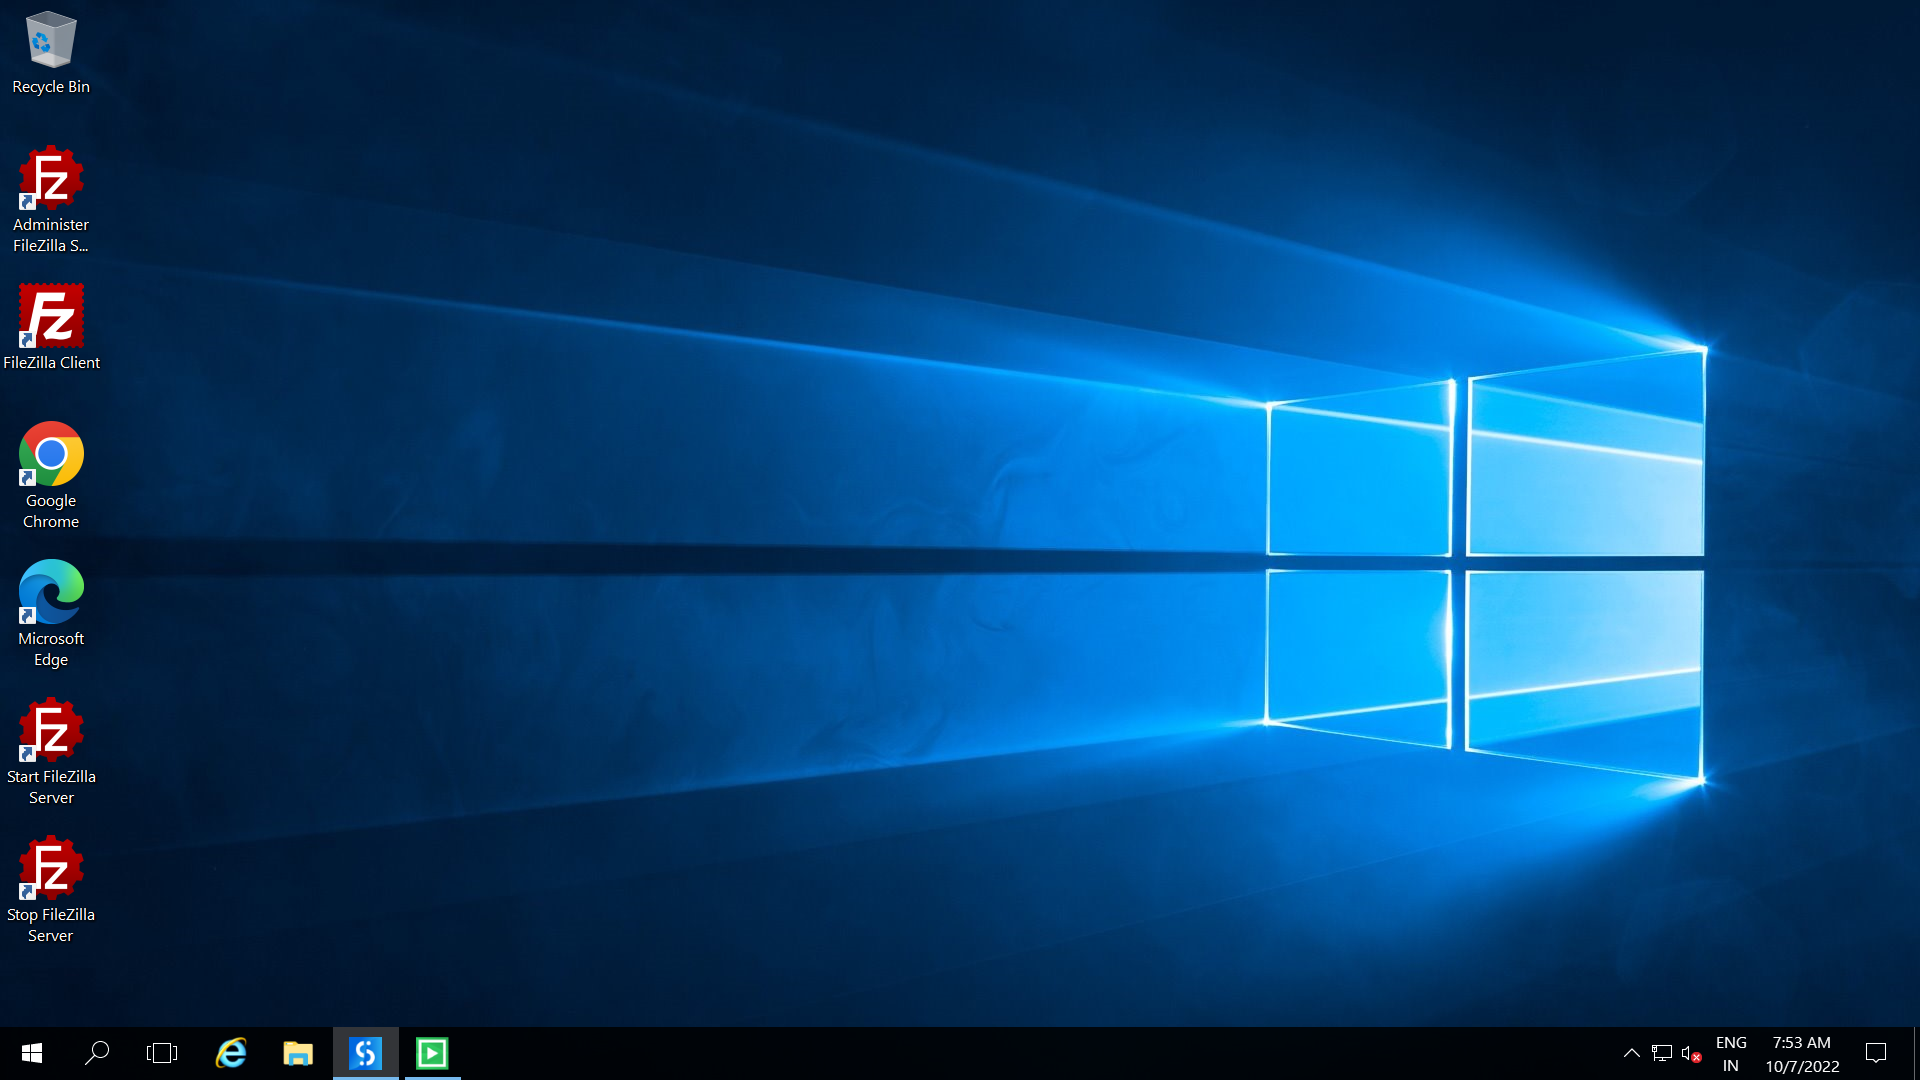 Recycle Bin
Administer
FileZilla S...
FileZilla Client
Google
Chrome
Microsoft
Edge
Start FileZilla
Server
Stop FileZilla
Server
ENG
IN
7:53 AM
10/7/2022